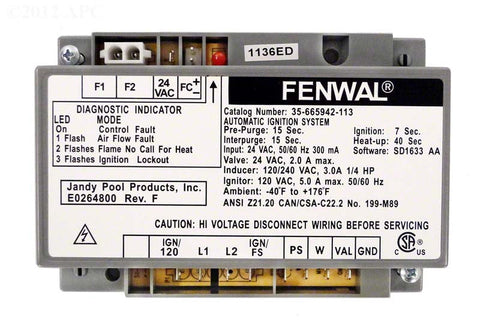 ©2012 APC
1136ED
F1 F2 24 VAC FC + -
FENWAL®
DIAGNOSTIC INDICATOR
LED MODE
On Control Fault
1 Flash Air Flow Fault
2 Flashes Flame No Call For Heat
3 Flashes Ignition Lockout
Catalog Number: 35-665942-113
AUTOMATIC IGNITION SYSTEM
Pre-Purge: 15 Sec. Ignition: 7 Sec.
Interpurge: 15 Sec. Heat-up: 40 Sec
Input: 24 VAC, 50/60 Hz 300 mA Software: SD1633 AA
Valve: 24 VAC, 2.0 A max.
Inducer: 120/240 VAC, 3.0A 1/4 HP
Ignitor: 120 VAC, 5.0 A max. 50/60 Hz
Ambient: -40°F to +176°F
ANSI Z21.20 CAN/CSA-C22.2 No. 199-M89
Jandy Pool Products, Inc.
E0264800 Rev. F
CAUTION: HI VOLTAGE DISCONNECT WIRING BEFORE SERVICING
IGN/ 120 L1 L2 IGN/ FS PS W VAL GND
C US